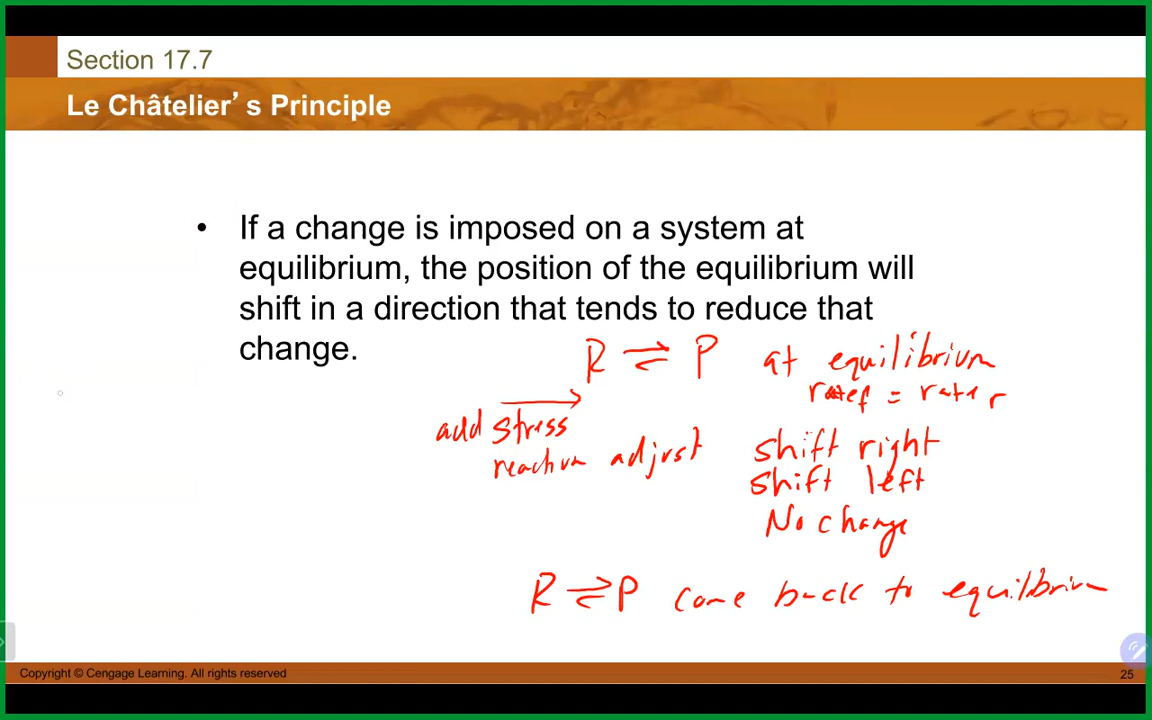 Section 17.7
Le Châtelier’s Principle
• If a change is imposed on a system at
equilibrium, the position of the equilibrium will
shift in a direction that tends to reduce that
change.
R ⇌ P at equilibrium
ratef = rate r
add stress
reaction adjust
shift right
shift left
No change
R ⇌ P come back to equilibrium
Copyright © Cengage Learning. All rights reserved
25